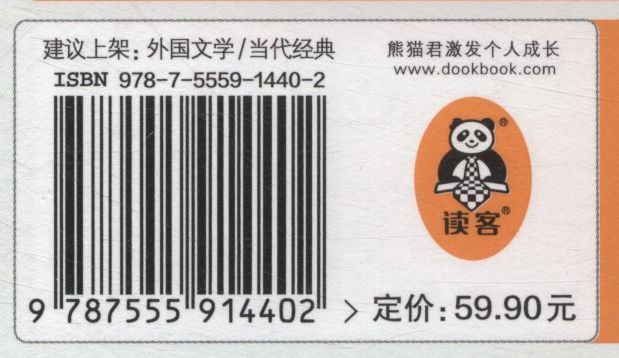 建议上架：外国文学/当代经典
ISBN 978-7-5559-1440-2
9 787555 914402 >
熊猫君激发个人成长
www.dookbook.com
®
读客®
定价：59.90元